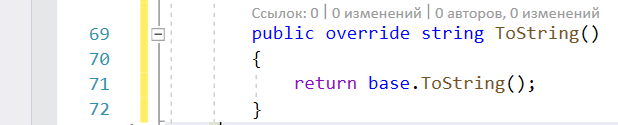 Ссылок: 0 | 0 изменений | 0 авторов, 0 изменений
69 public override string ToString()
70 {
71 return base.ToString();
72 }